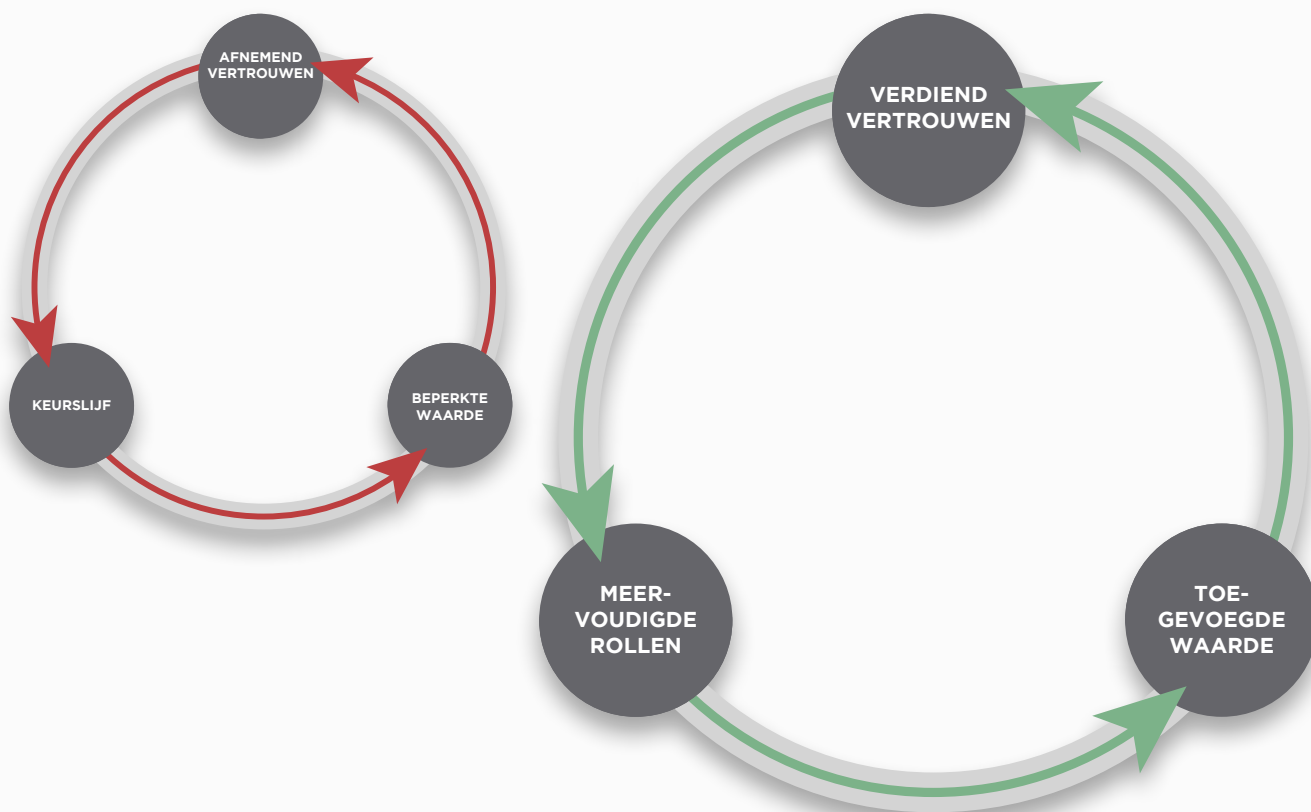 AFNEMEND
VERTROUWEN
KEURSLIJF
BEPERKTE
WAARDE
VERDIEND
VERTROUWEN
MEER-
VOUDIGDE
ROLLEN
TOE-
GEVOEGDE
WAARDE